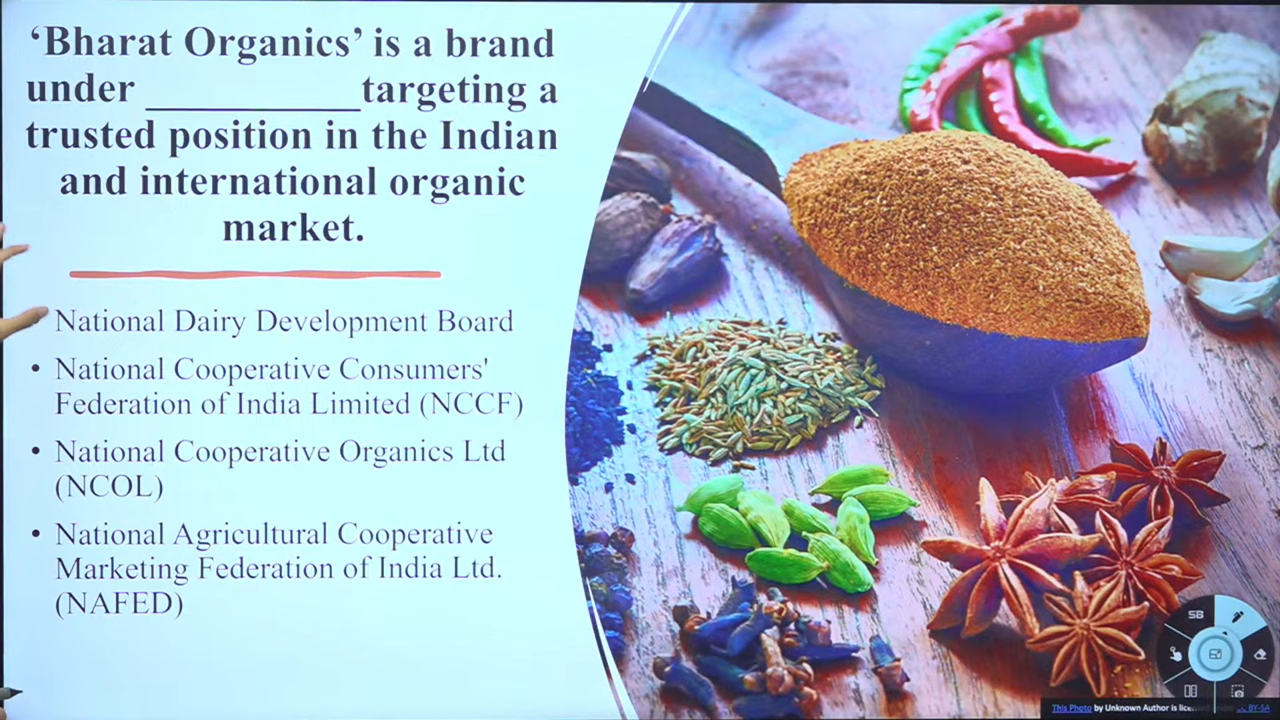 ‘Bharat Organics’ is a brand
under __________targeting a
trusted position in the Indian
and international organic
market.
National Dairy Development Board
• National Cooperative Consumers'
Federation of India Limited (NCCF)
• National Cooperative Organics Ltd
(NCOL)
• National Agricultural Cooperative
Marketing Federation of India Ltd.
(NAFED)
SB
This Photo by Unknown Author is BY-SA